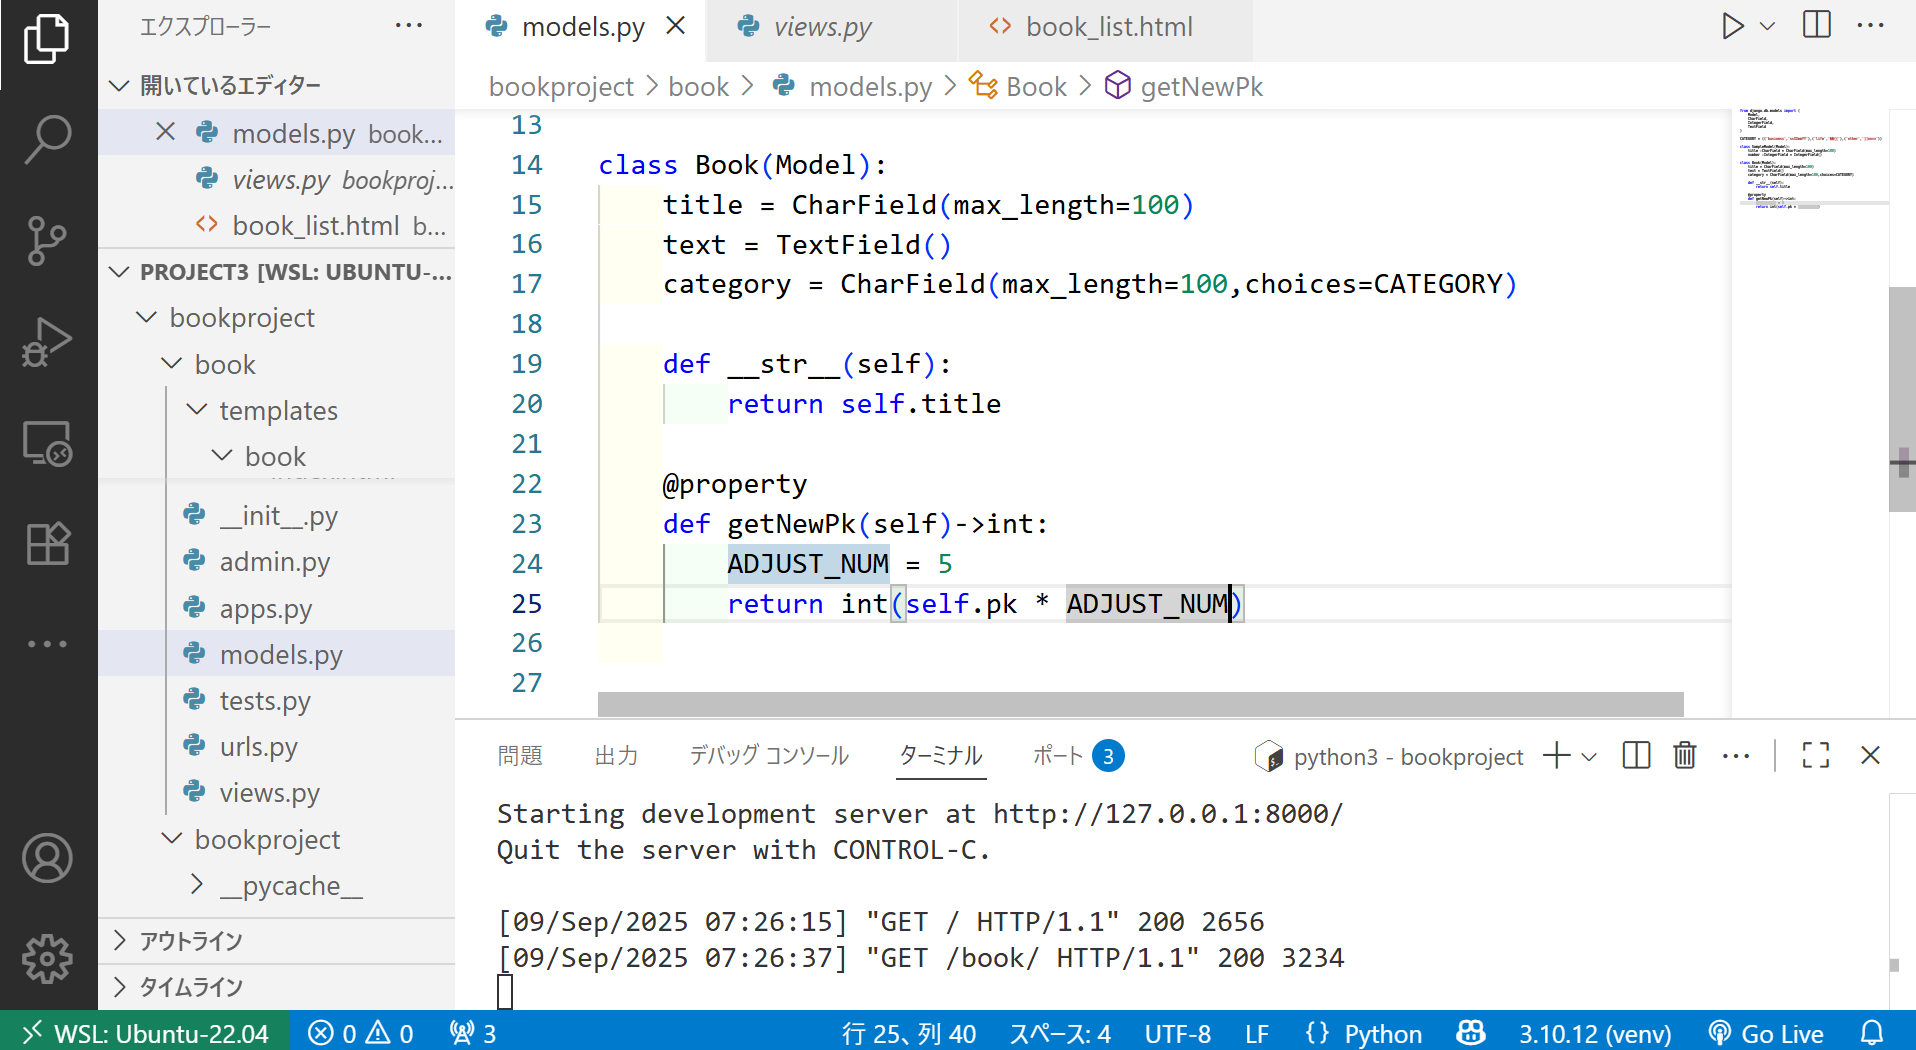 エクスプローラー
開いているエディター
models.py book...
views.py bookproj...
book_list.html b...
PROJECT3 [WSL: UBUNTU-...
bookproject
book
templates
book
__init__.py
admin.py
apps.py
models.py
tests.py
urls.py
views.py
bookproject
__pycache__
アウトライン
タイムライン
models.py
views.py
book_list.html
bookproject > book > models.py > Book > getNewPk
13
14 class Book(Model):
15 title = CharField(max_length=100)
16 text = TextField()
17 category = CharField(max_length=100,choices=CATEGORY)
18
19 def __str__(self):
20 return self.title
21
22 @property
23 def getNewPk(self)->int:
24 ADJUST_NUM = 5
25 return int(self.pk * ADJUST_NUM)
26
27
問題 出力 デバッグ コンソール ターミナル ポート 3
python3 - bookproject
Starting development server at http://127.0.0.1:8000/
Quit the server with CONTROL-C.
[09/Sep/2025 07:26:15] "GET / HTTP/1.1" 200 2656
[09/Sep/2025 07:26:37] "GET /book/ HTTP/1.1" 200 3234
WSL: Ubuntu-22.04 0 0 3 行 25、列 40 スペース: 4 UTF-8 LF {} Python 3.10.12 (venv) Go Live